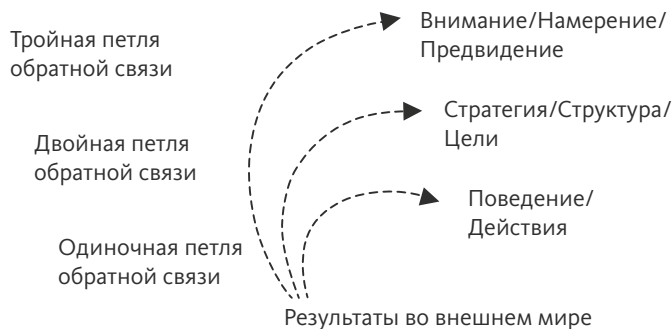 Тройная петля
обратной связи
Внимание/Намерение/
Предвидение
Двойная петля
обратной связи
Стратегия/Структура/
Цели
Одиночная петля
обратной связи
Поведение/
Действия
Результаты во внешнем мире